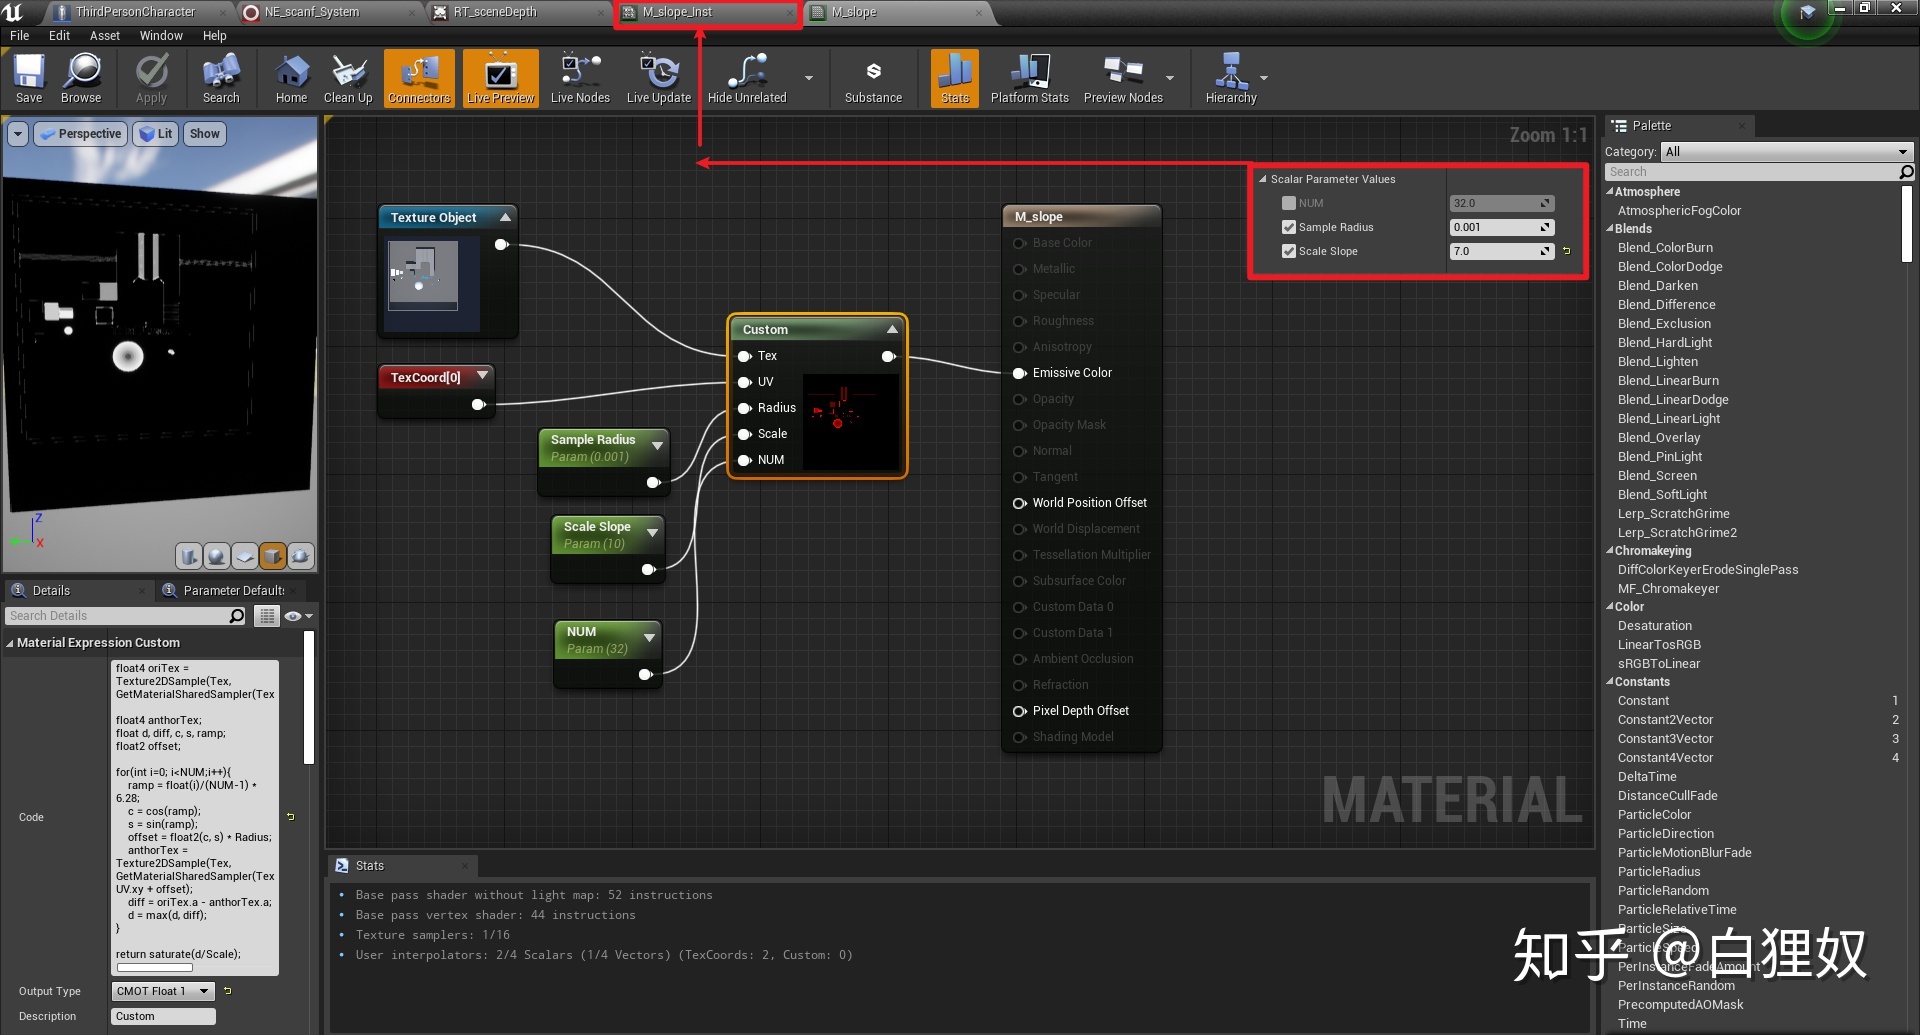 ThirdPersonCharacter
NE_scanf_System
RT_sceneDepth
M_slope_Inst
M_slope
File Edit Asset Window Help
Save
Browse
Apply
Search
Home
Clean Up
Connectors
Live Preview
Live Nodes
Live Update
Hide Unrelated
Substance
Stats
Platform Stats
Preview Nodes
Hierarchy
Perspective
Lit
Show
Z
X
Zoom 1:1
Texture Object
TexCoord[0]
Sample Radius
Param (0.001)
Scale Slope
Param (10)
NUM
Param (32)
Custom
Tex
UV
Radius
Scale
NUM
M_slope
Base Color
Metallic
Specular
Roughness
Anisotropy
Emissive Color
Opacity
Opacity Mask
Normal
Tangent
World Position Offset
World Displacement
Tessellation Multiplier
Subsurface Color
Custom Data 0
Custom Data 1
Ambient Occlusion
Refraction
Pixel Depth Offset
Shading Model
Scalar Parameter Values
NUM 32.0
Sample Radius 0.001
Scale Slope 7.0
MATERIAL
Details
Parameter Defaults
Search Details
Material Expression Custom
Code
float4 oriTex =
Texture2DSample(Tex,
GetMaterialSharedSampler(Tex
float4 anthorTex;
float d, diff, c, s, ramp;
float2 offset;
for(int i=0; i<NUM;i++){
ramp = float(i)/(NUM-1) *
6.28;
c = cos(ramp);
s = sin(ramp);
offset = float2(c, s) * Radius;
anthorTex =
Texture2DSample(Tex,
GetMaterialSharedSampler(Tex
UV.xy + offset);
diff = oriTex.a - anthorTex.a;
d = max(d, diff);
}
return saturate(d/Scale);
Output Type CMOT Float 1
Description Custom
Stats
• Base pass shader without light map: 52 instructions
• Base pass vertex shader: 44 instructions
• Texture samplers: 1/16
• User interpolators: 2/4 Scalars (1/4 Vectors) (TexCoords: 2, Custom: 0)
Palette
Category: All
Search
Atmosphere
AtmosphericFogColor
Blends
Blend_ColorBurn
Blend_ColorDodge
Blend_Darken
Blend_Difference
Blend_Exclusion
Blend_HardLight
Blend_Lighten
Blend_LinearBurn
Blend_LinearDodge
Blend_LinearLight
Blend_Overlay
Blend_PinLight
Blend_Screen
Blend_SoftLight
Lerp_ScratchGrime
Lerp_ScratchGrime2
Chromakeying
DiffColorKeyerErodeSinglePass
MF_Chromakeyer
Color
Desaturation
LinearTosRGB
sRGBToLinear
Constants
Constant 1
Constant2Vector 2
Constant3Vector 3
Constant4Vector 4
DeltaTime
DistanceCullFade
ParticleColor
ParticleDirection
ParticleMotionBlurFade
ParticleRadius
ParticleRandom
ParticleRelativeTime
ParticleSize
ParticleSpeed
PerInstanceFadeAmount
PerInstanceRandom
PrecomputedAOMask
Time
知乎 @白狸奴